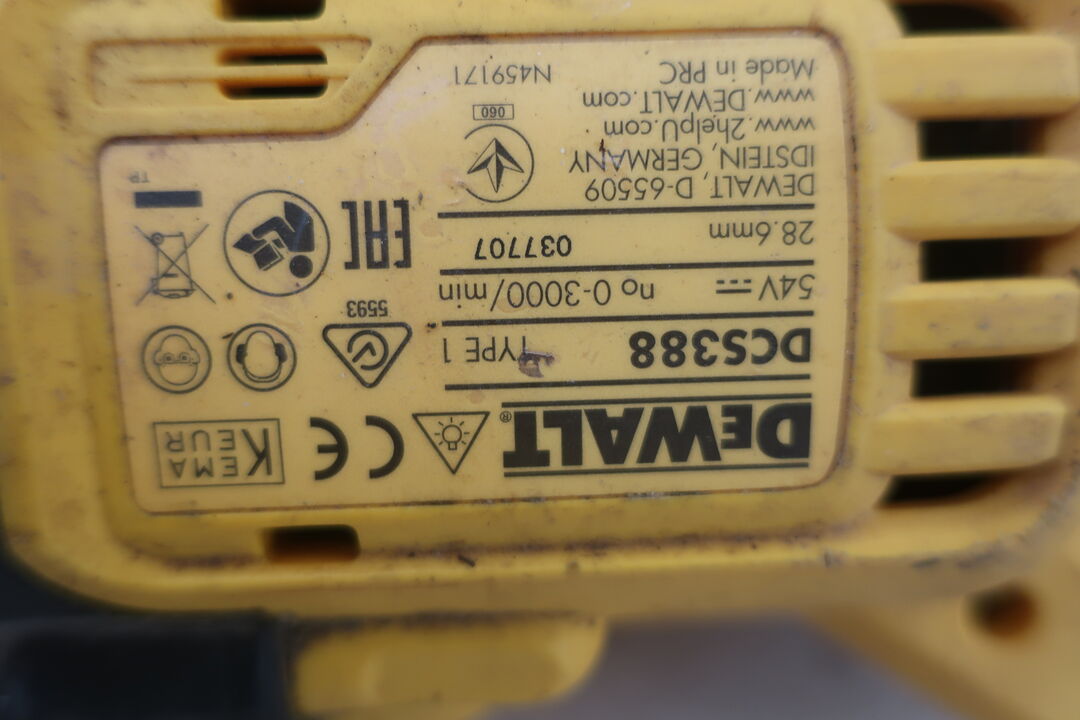 DEWALT®
DCS388 TYPE 1
54V n₀ 0-3000/min
28.6mm 037707
DEWALT, D-65509
IDSTEIN, GERMANY
www.2helpU.com
www.DEWALT.com
Made in PRC N459171
060
CE
KEMA
KEUR
5593
EAC
TP